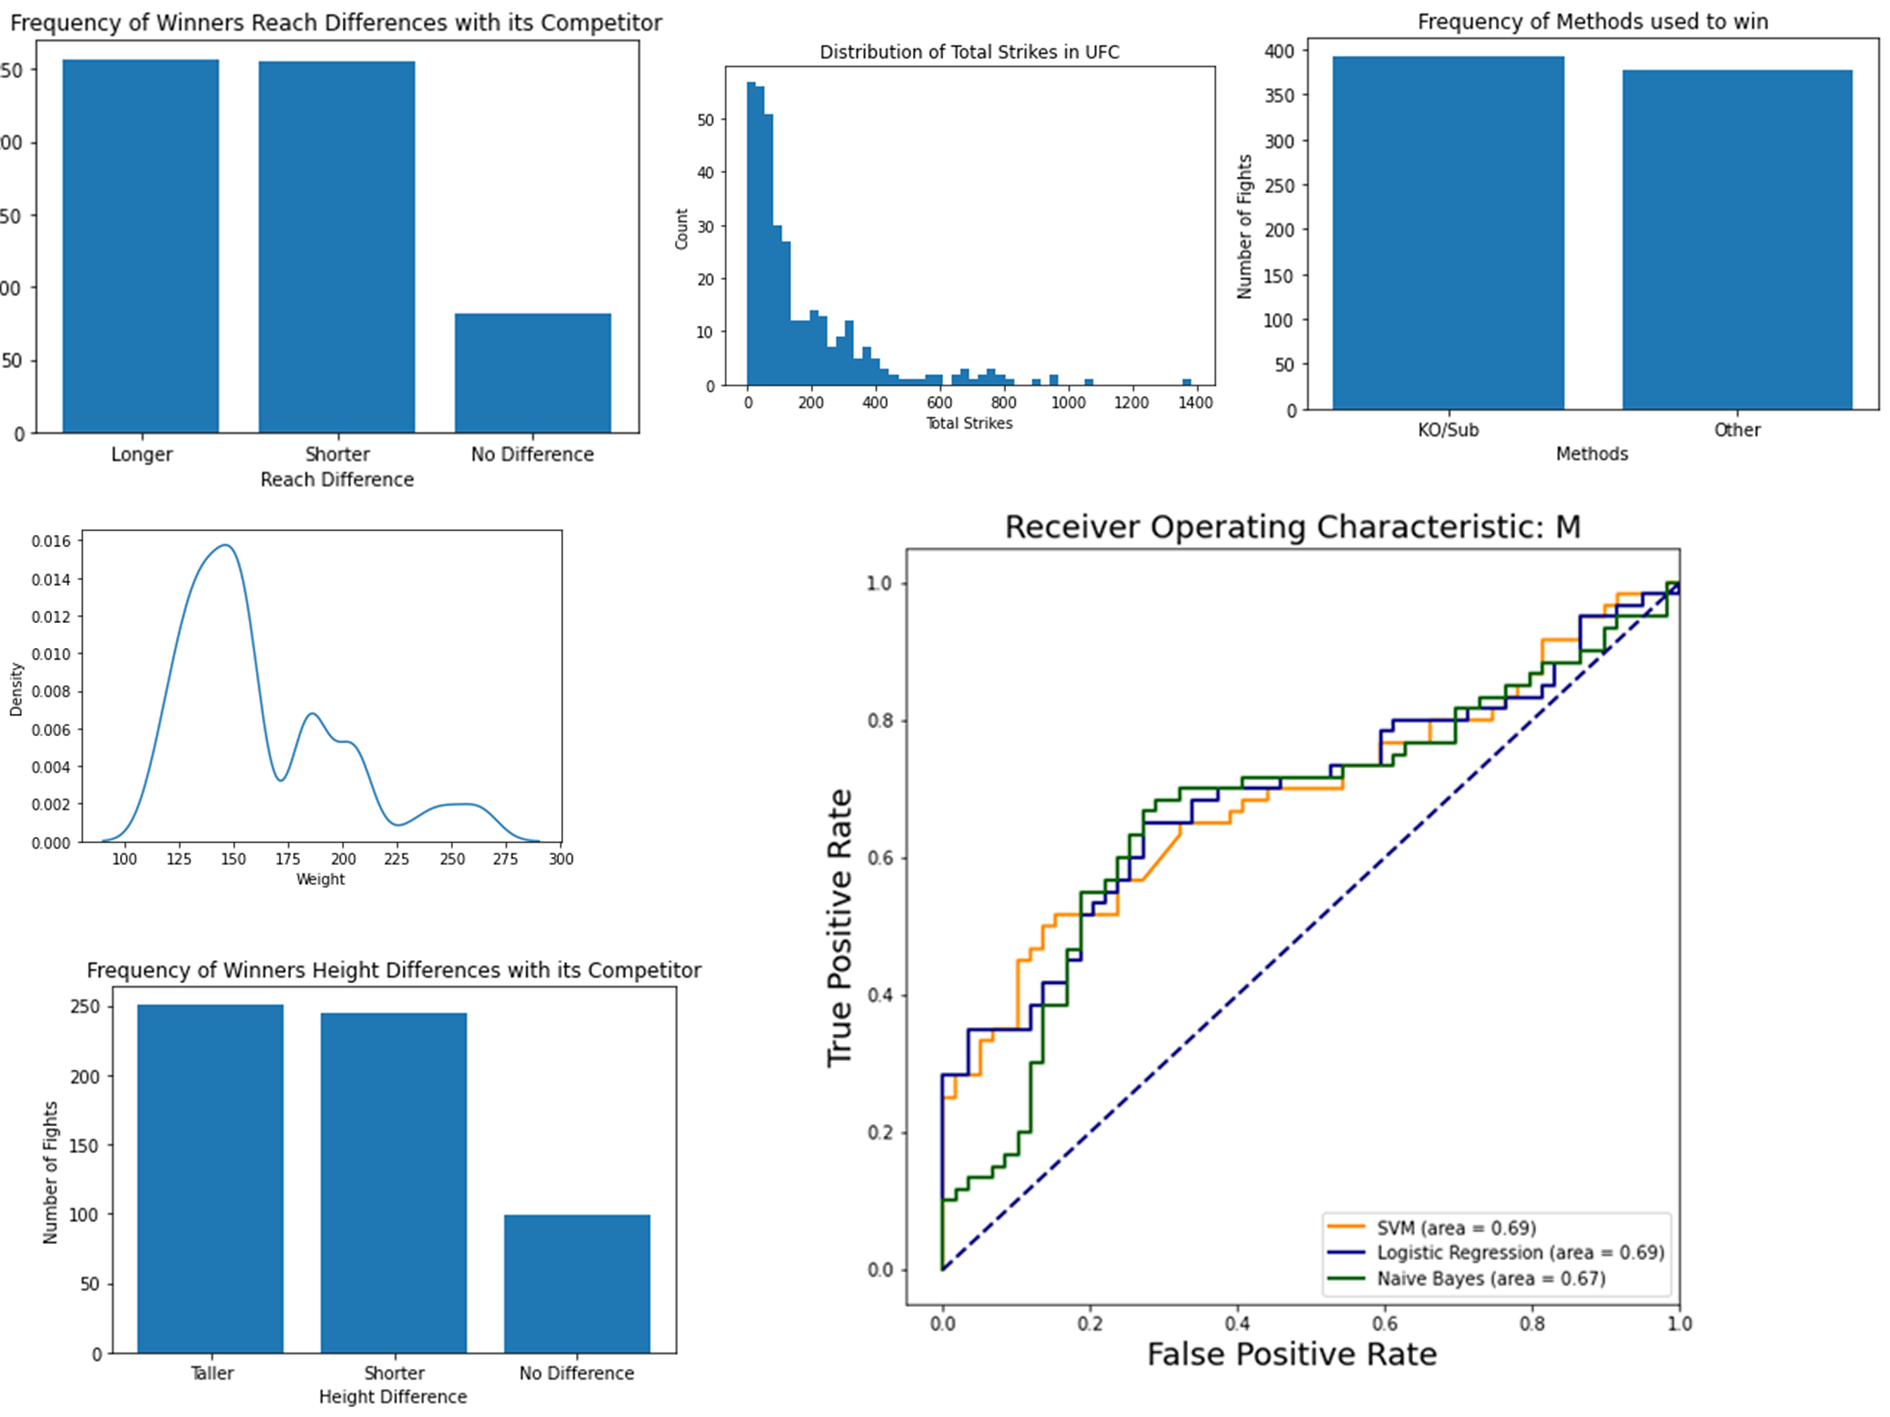 Frequency of Winners Reach Differences with its Competitor
50
00
50
00
50
0
Longer Shorter No Difference
Reach Difference
Distribution of Total Strikes in UFC
Count
50
40
30
20
10
0
0 200 400 600 800 1000 1200 1400
Total Strikes
Frequency of Methods used to win
Number of Fights
400
350
300
250
200
150
100
50
0
KO/Sub Other
Methods
Density
0.016
0.014
0.012
0.010
0.008
0.006
0.004
0.002
0.000
100 125 150 175 200 225 250 275 300
Weight
Receiver Operating Characteristic: M
True Positive Rate
1.0
0.8
0.6
0.4
0.2
0.0
SVM (area = 0.69)
Logistic Regression (area = 0.69)
Naive Bayes (area = 0.67)
0.0 0.2 0.4 0.6 0.8 1.0
False Positive Rate
Frequency of Winners Height Differences with its Competitor
Number of Fights
250
200
150
100
50
0
Taller Shorter No Difference
Height Difference